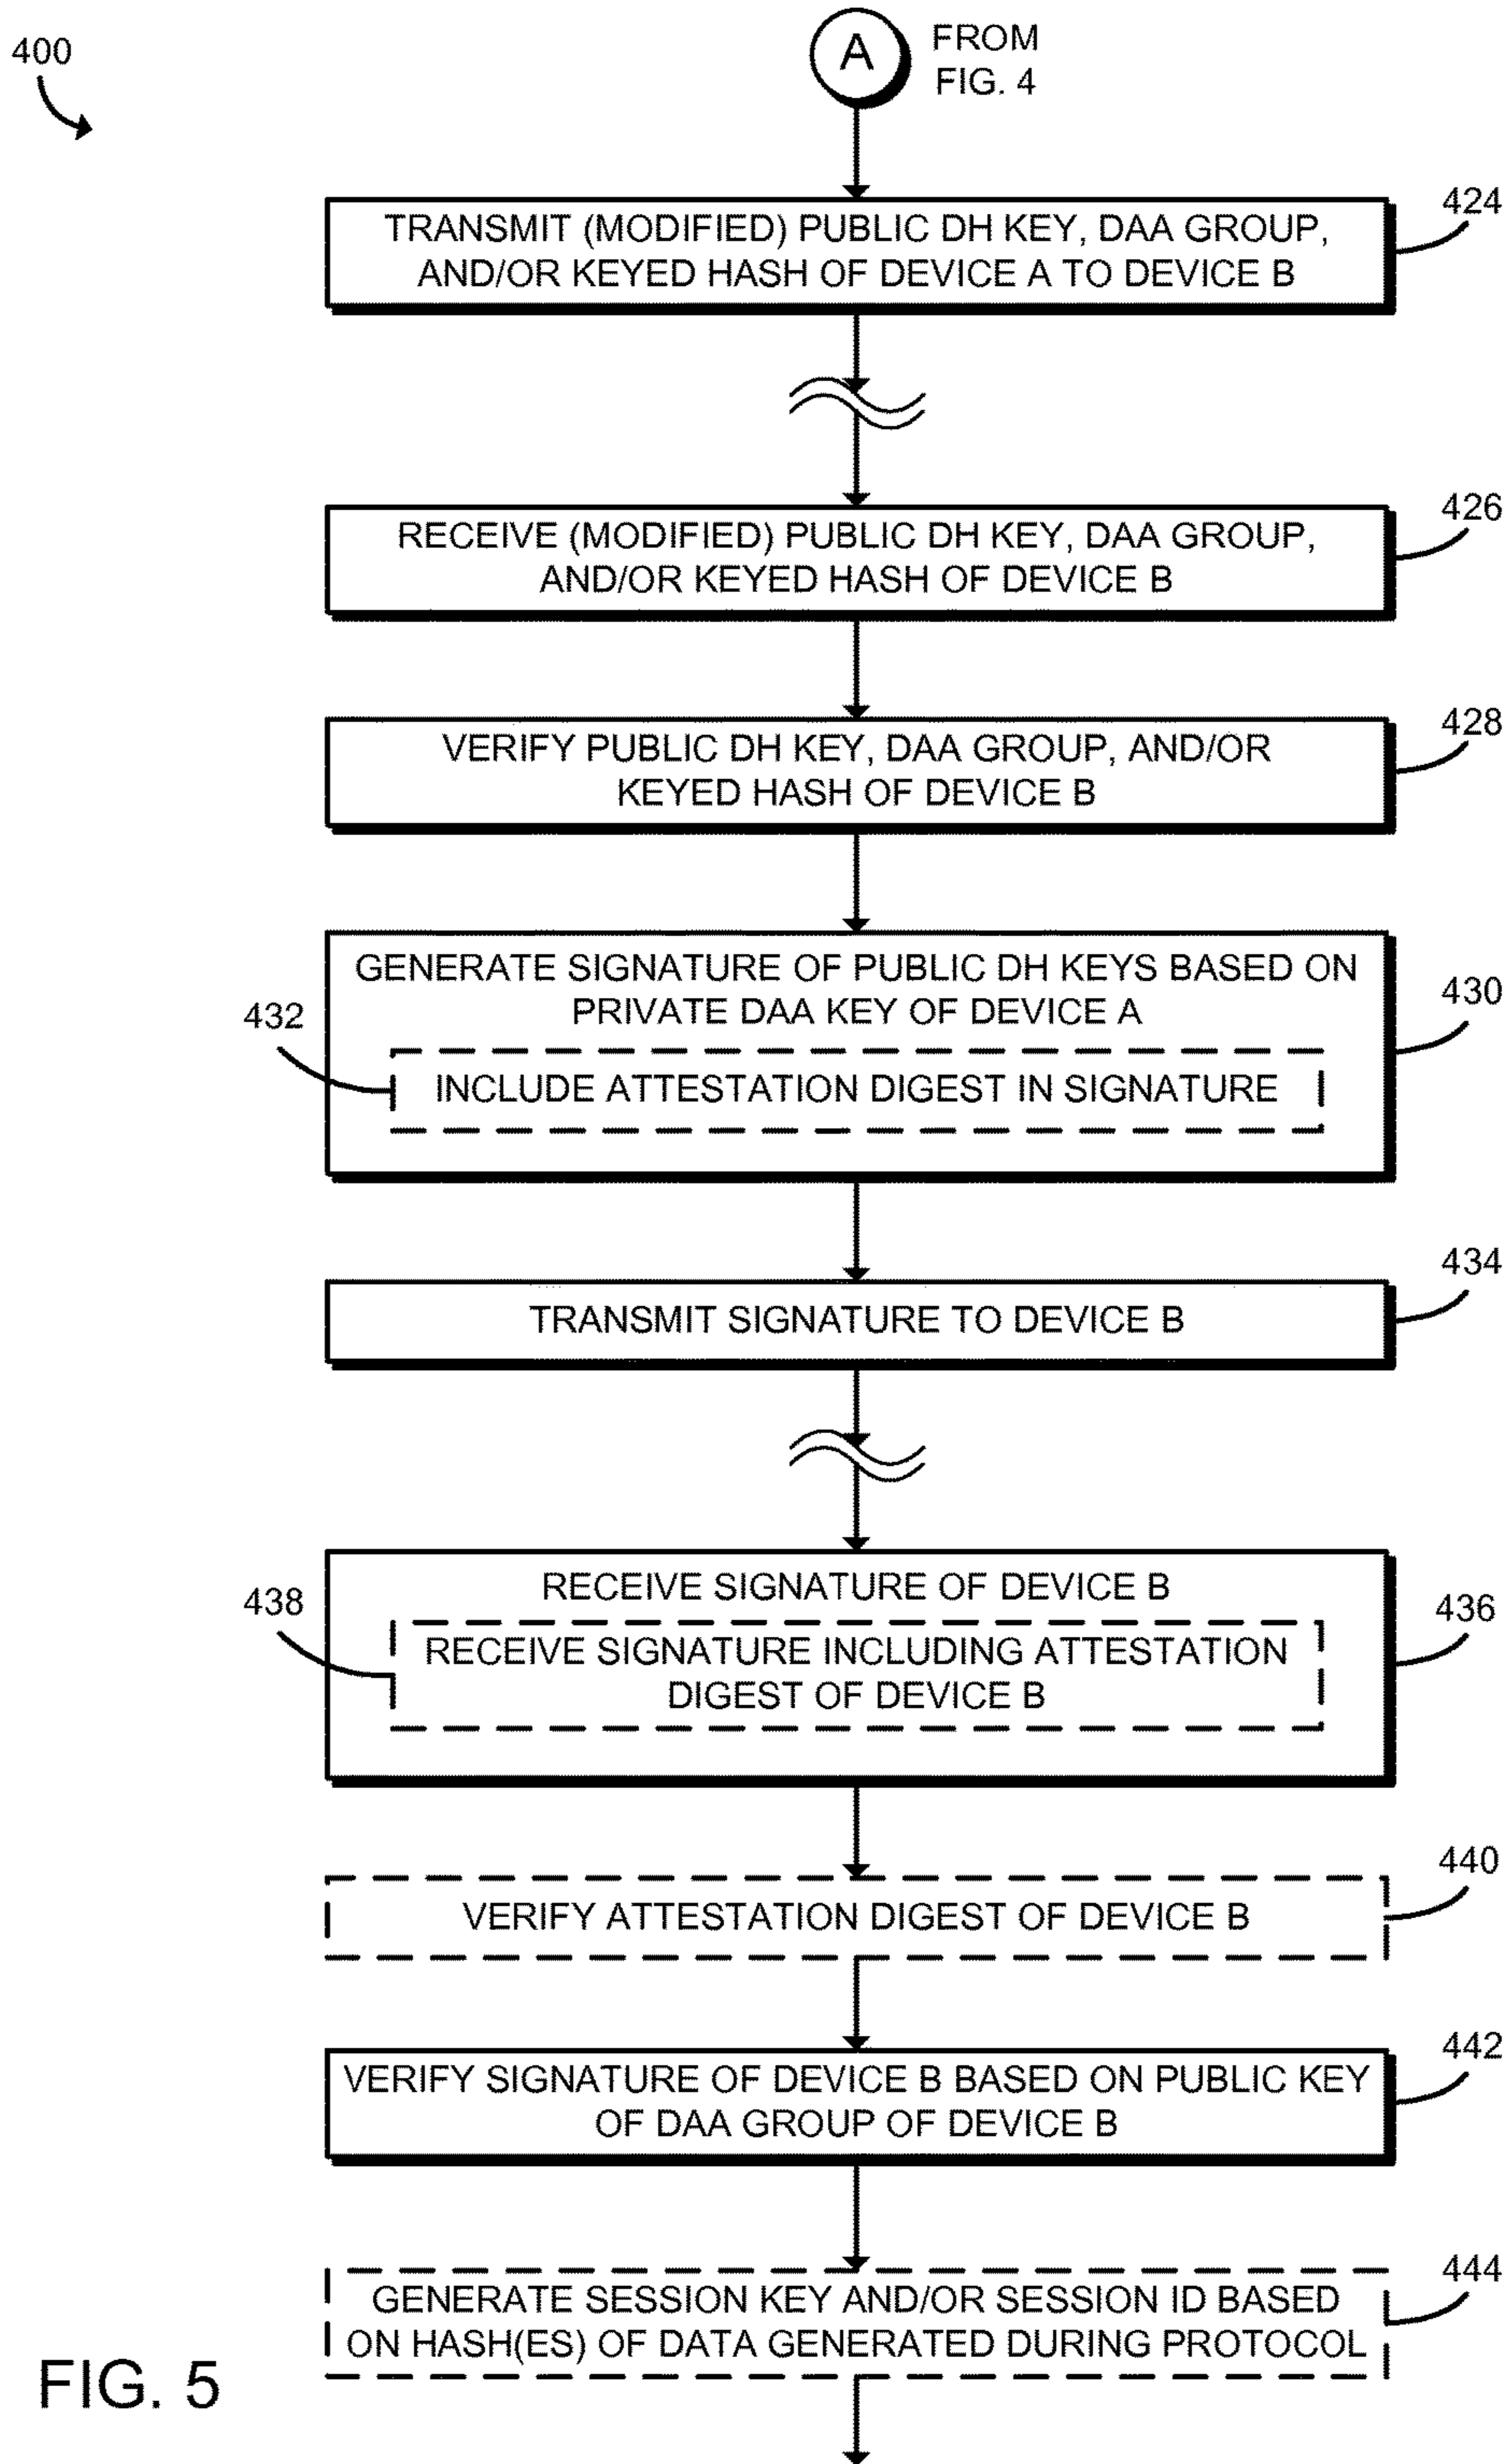 400
A
FROM
FIG. 4
424
TRANSMIT (MODIFIED) PUBLIC DH KEY, DAA GROUP,
AND/OR KEYED HASH OF DEVICE A TO DEVICE B
426
RECEIVE (MODIFIED) PUBLIC DH KEY, DAA GROUP,
AND/OR KEYED HASH OF DEVICE B
428
VERIFY PUBLIC DH KEY, DAA GROUP, AND/OR
KEYED HASH OF DEVICE B
430
GENERATE SIGNATURE OF PUBLIC DH KEYS BASED ON
PRIVATE DAA KEY OF DEVICE A
432
INCLUDE ATTESTATION DIGEST IN SIGNATURE
434
TRANSMIT SIGNATURE TO DEVICE B
436
RECEIVE SIGNATURE OF DEVICE B
438
RECEIVE SIGNATURE INCLUDING ATTESTATION
DIGEST OF DEVICE B
440
VERIFY ATTESTATION DIGEST OF DEVICE B
442
VERIFY SIGNATURE OF DEVICE B BASED ON PUBLIC KEY
OF DAA GROUP OF DEVICE B
444
GENERATE SESSION KEY AND/OR SESSION ID BASED
ON HASH(ES) OF DATA GENERATED DURING PROTOCOL
FIG. 5